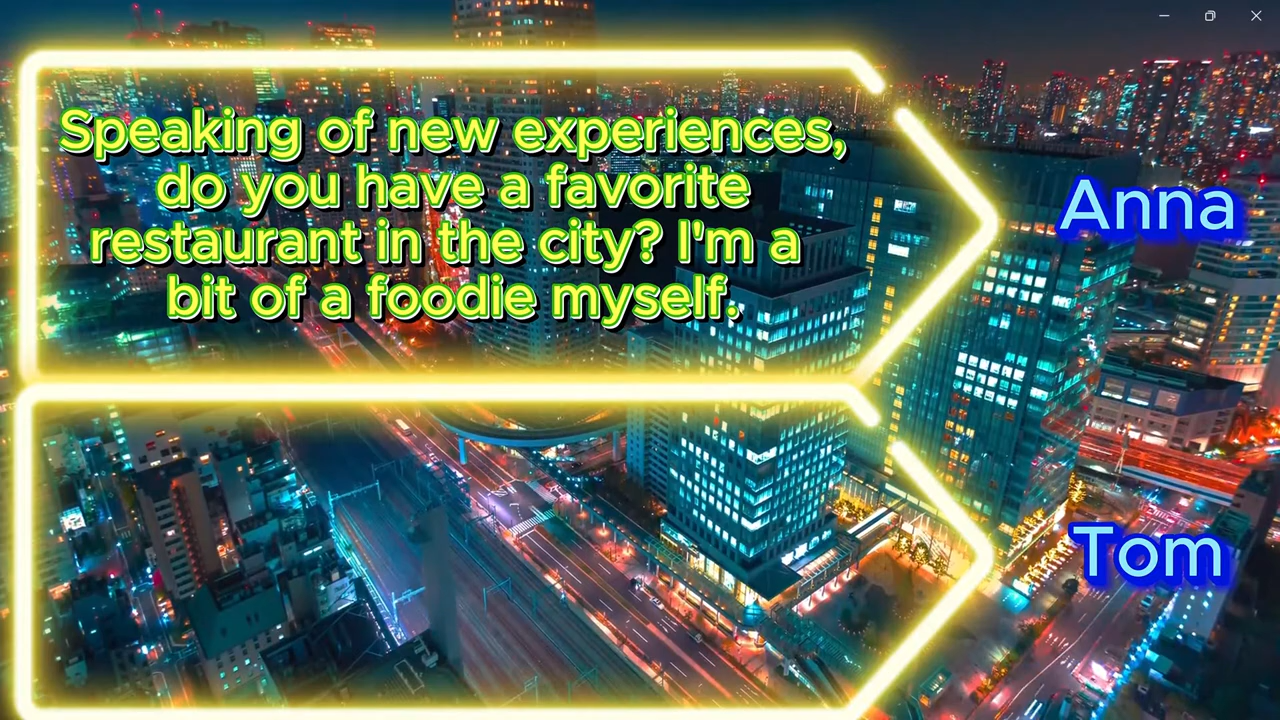 Speaking of new experiences,
do you have a favorite
restaurant in the city? I'm a
bit of a foodie myself.
Anna
Tom